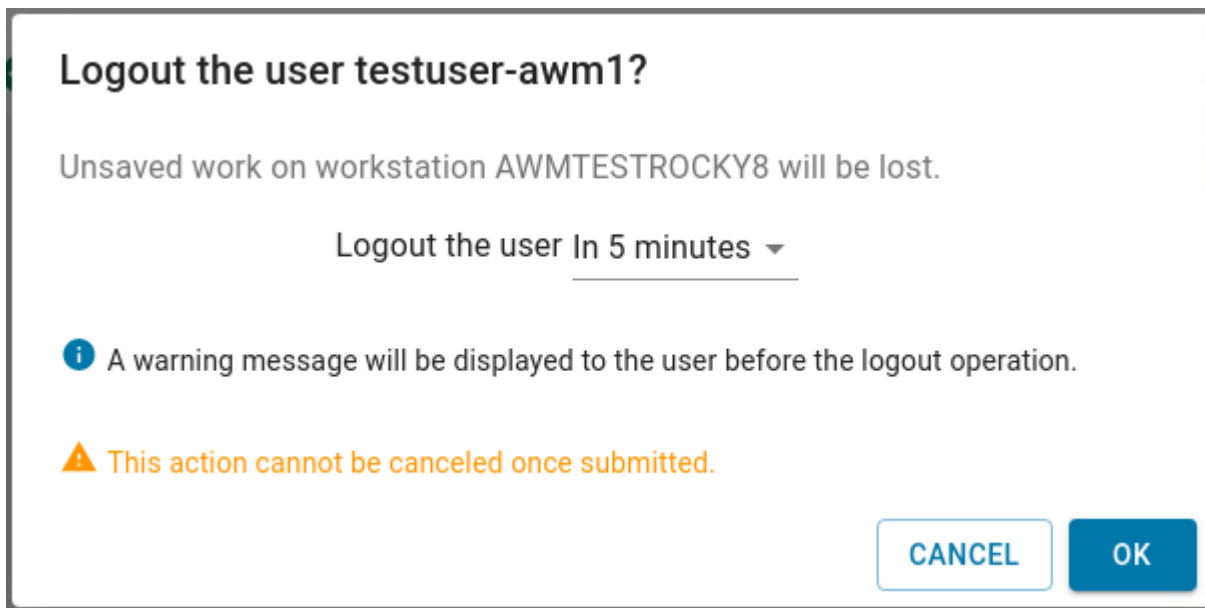 Logout the user testuser-awm1?
Unsaved work on workstation AWMTESTROCKY8 will be lost.
Logout the user In 5 minutes
A warning message will be displayed to the user before the logout operation.
This action cannot be canceled once submitted.
CANCEL OK